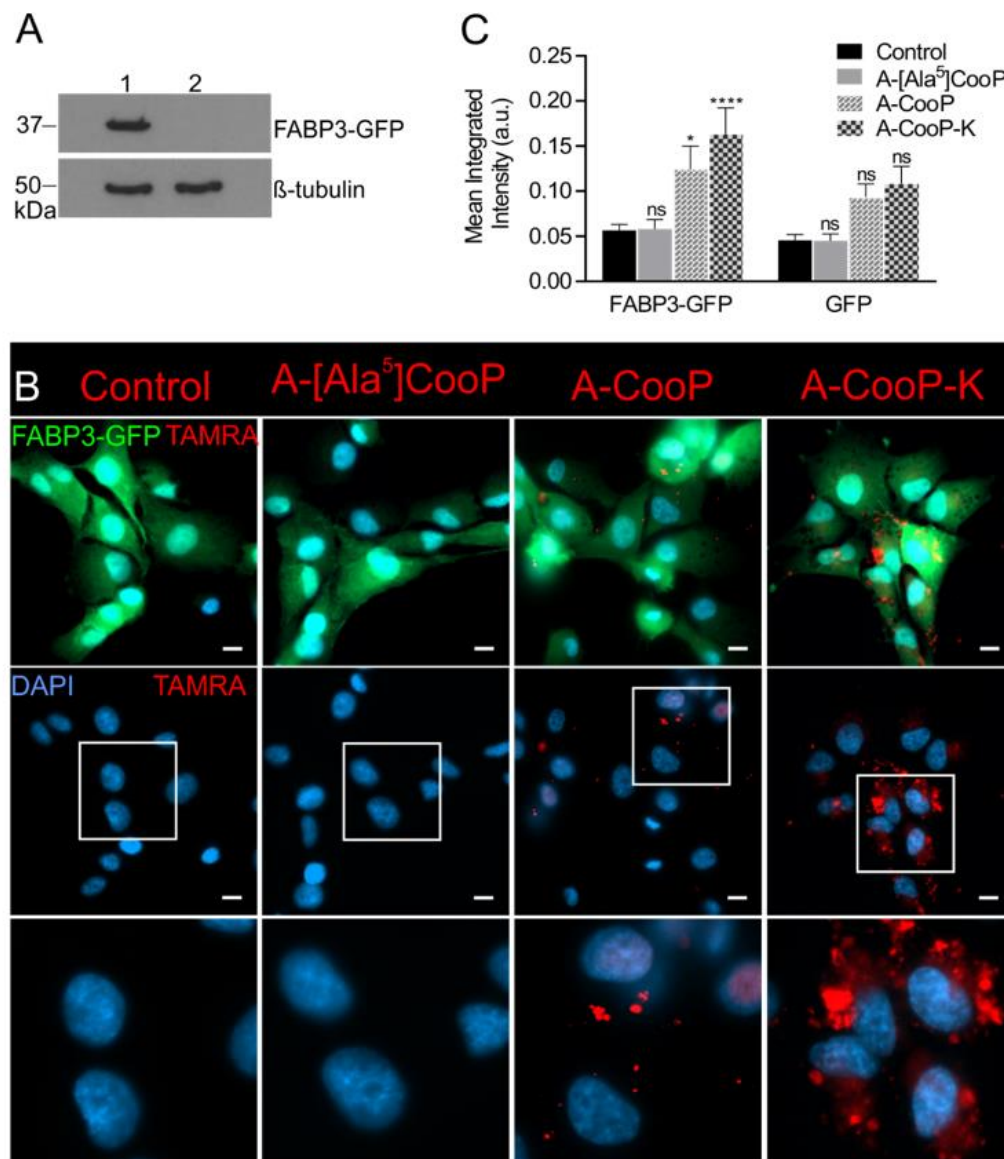 A
1 2
37
FABP3-GFP
50
kDa
ß-tubulin
C
Mean Integrated
Intensity (a.u.)
0.25
0.20
0.15
0.10
0.05
0.00
Control
A-[Ala⁵]CooP
A-CooP
A-CooP-K
ns
*
****
ns
ns
ns
FABP3-GFP
GFP
B
Control
A-[Ala⁵]CooP
A-CooP
A-CooP-K
FABP3-GFP TAMRA
DAPI TAMRA